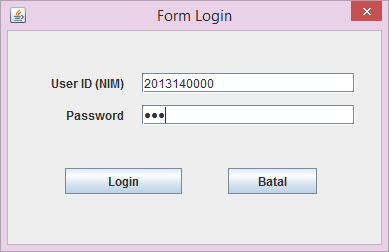 Form Login
User ID (NIM) 2013140000
Password •••
Login Batal